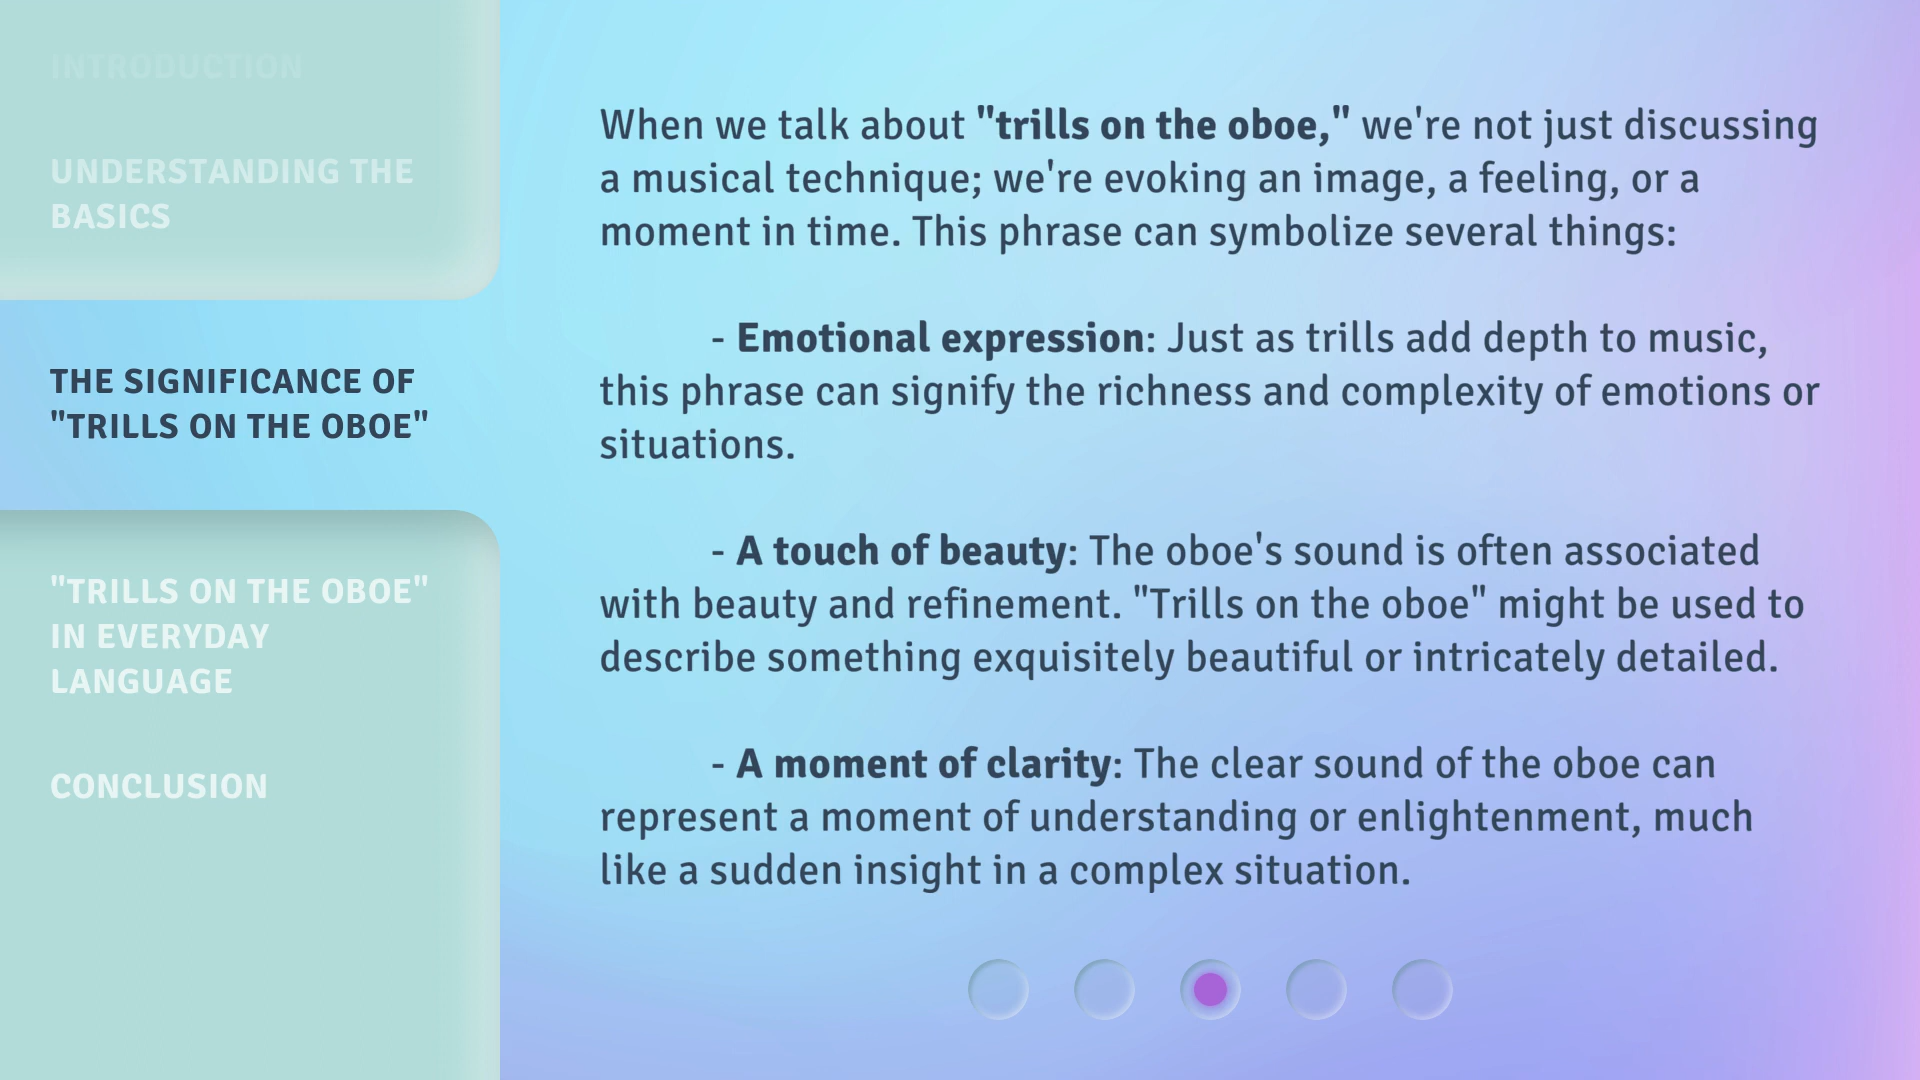 INTRODUCTION
UNDERSTANDING THE
BASICS
THE SIGNIFICANCE OF
"TRILLS ON THE OBOE"
"TRILLS ON THE OBOE"
IN EVERYDAY
LANGUAGE
CONCLUSION
When we talk about "trills on the oboe," we're not just discussing
a musical technique; we're evoking an image, a feeling, or a
moment in time. This phrase can symbolize several things:
- Emotional expression: Just as trills add depth to music,
this phrase can signify the richness and complexity of emotions or
situations.
- A touch of beauty: The oboe's sound is often associated
with beauty and refinement. "Trills on the oboe" might be used to
describe something exquisitely beautiful or intricately detailed.
- A moment of clarity: The clear sound of the oboe can
represent a moment of understanding or enlightenment, much
like a sudden insight in a complex situation.